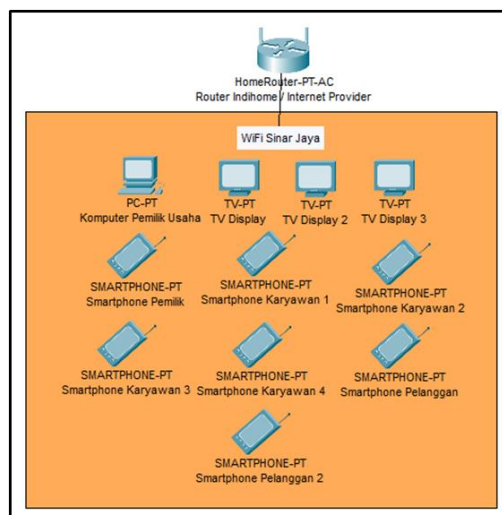 HomeRouter-PT-AC
Router Indihome / Internet Provider
WiFi Sinar Jaya
PC-PT
Komputer Pemilik Usaha
TV-PT
TV Display
TV-PT
TV Display 2
TV-PT
TV Display 3
SMARTPHONE-PT
Smartphone Pemilik
SMARTPHONE-PT
Smartphone Karyawan 1
SMARTPHONE-PT
Smartphone Karyawan 2
SMARTPHONE-PT
Smartphone Karyawan 3
SMARTPHONE-PT
Smartphone Karyawan 4
SMARTPHONE-PT
Smartphone Pelanggan
SMARTPHONE-PT
Smartphone Pelanggan 2